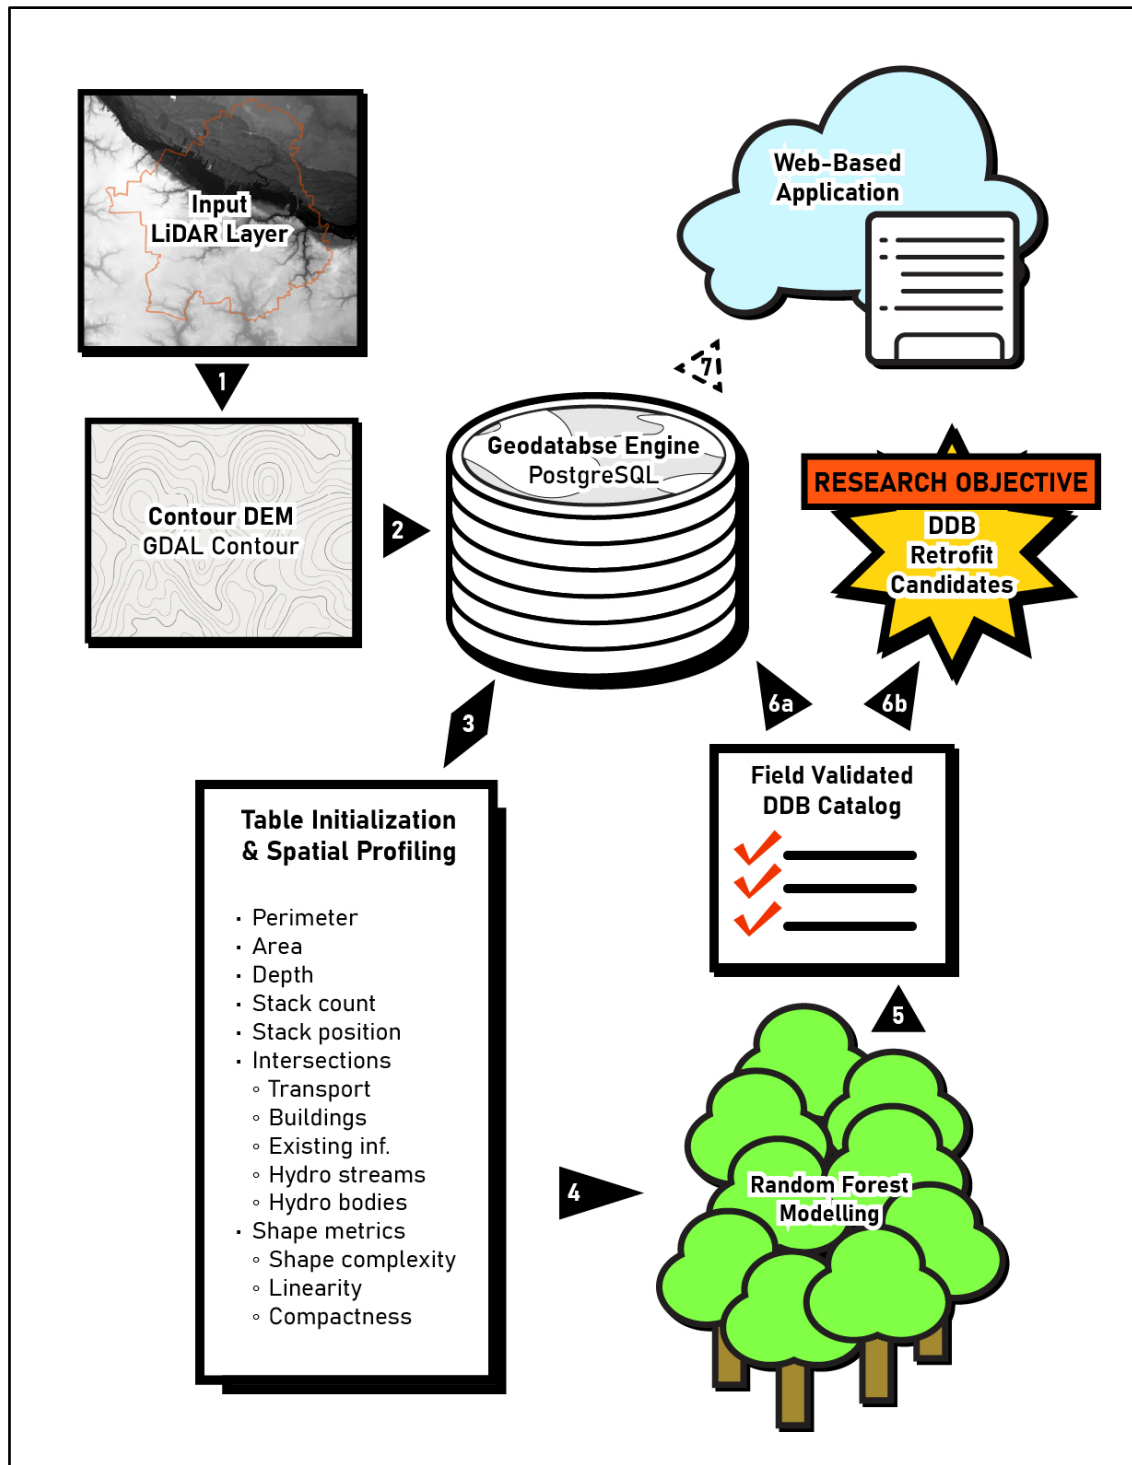 Input
LiDAR Layer
1
Contour DEM
GDAL Contour
2
Geodatabse Engine
PostgreSQL
Web-Based
Application
7
RESEARCH OBJECTIVE
DDB
Retrofit
Candidates
3
6a
6b
Table Initialization
& Spatial Profiling
· Perimeter
· Area
· Depth
· Stack count
· Stack position
· Intersections
◦ Transport
◦ Buildings
◦ Existing inf.
◦ Hydro streams
◦ Hydro bodies
· Shape metrics
◦ Shape complexity
◦ Linearity
◦ Compactness
4
Random Forest
Modelling
5
Field Validated
DDB Catalog